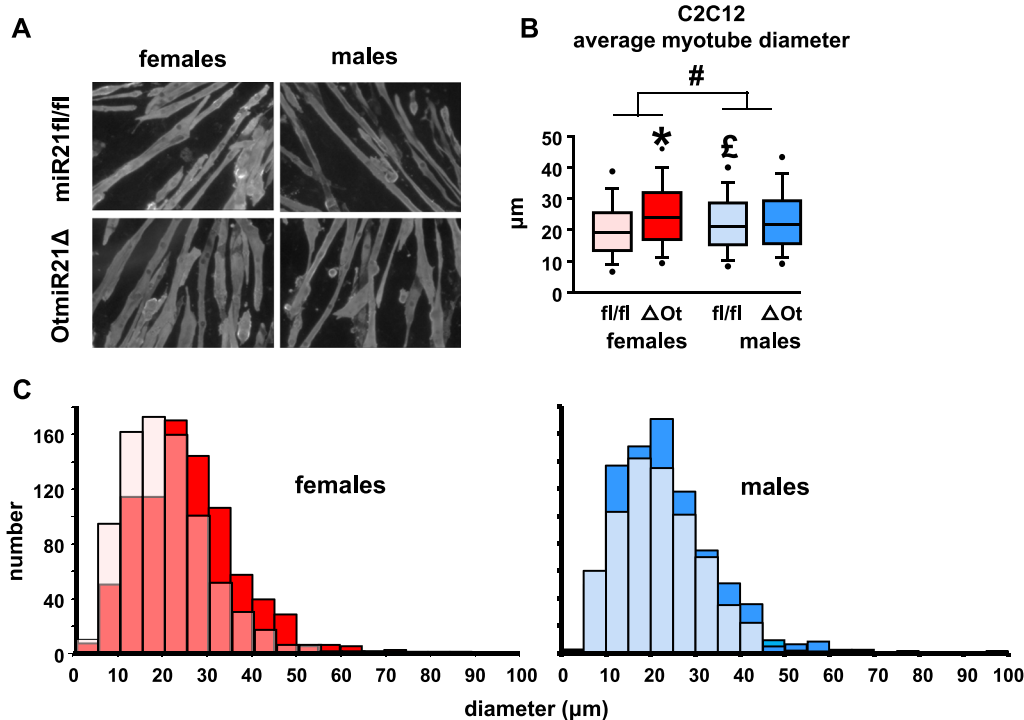 A
females
males
miR21fl/fl
OtmiR21Δ
B
C2C12
average myotube diameter
#
*
£
50
40
30
20
10
0
µm
fl/fl ΔOt fl/fl ΔOt
females males
C
160
120
80
40
0
number
females
males
0 10 20 30 40 50 60 70 80 90 100
0 10 20 30 40 50 60 70 80 90 100
diameter (µm)